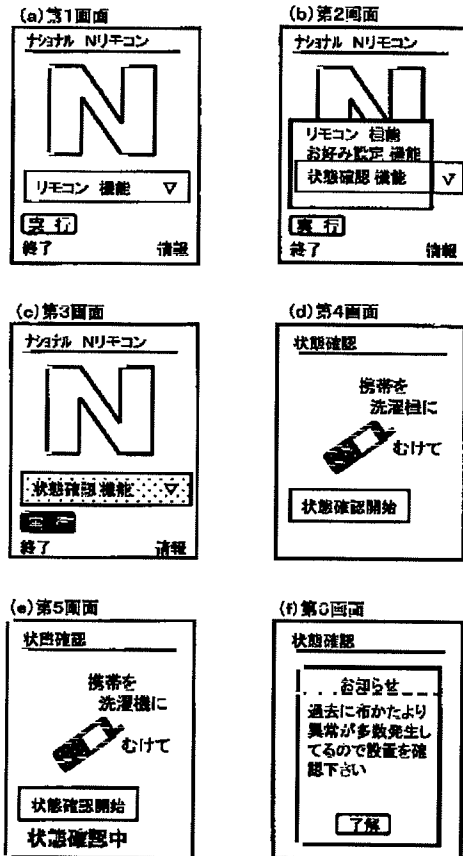 (a)第1画面
ナショナル Nリモコン
N
リモコン 機能 ▽
実行
終了 情報
(b)第2画面
ナショナル Nリモコン
N
リモコン 機能
お好み設定 機能
状態確認 機能 ▽
実行
終了 情報
(c)第3画面
ナショナル Nリモコン
N
状態確認 機能 ▽
実行
終了 情報
(d)第4画面
状態確認
携帯を
洗濯機に
むけて
状態確認開始
(e)第5画面
状態確認
携帯を
洗濯機に
むけて
状態確認開始
状態確認中
(f)第6画面
状態確認
お知らせ
過去に布かたより
異常が多数発生し
てるので設置を確
認下さい
了解